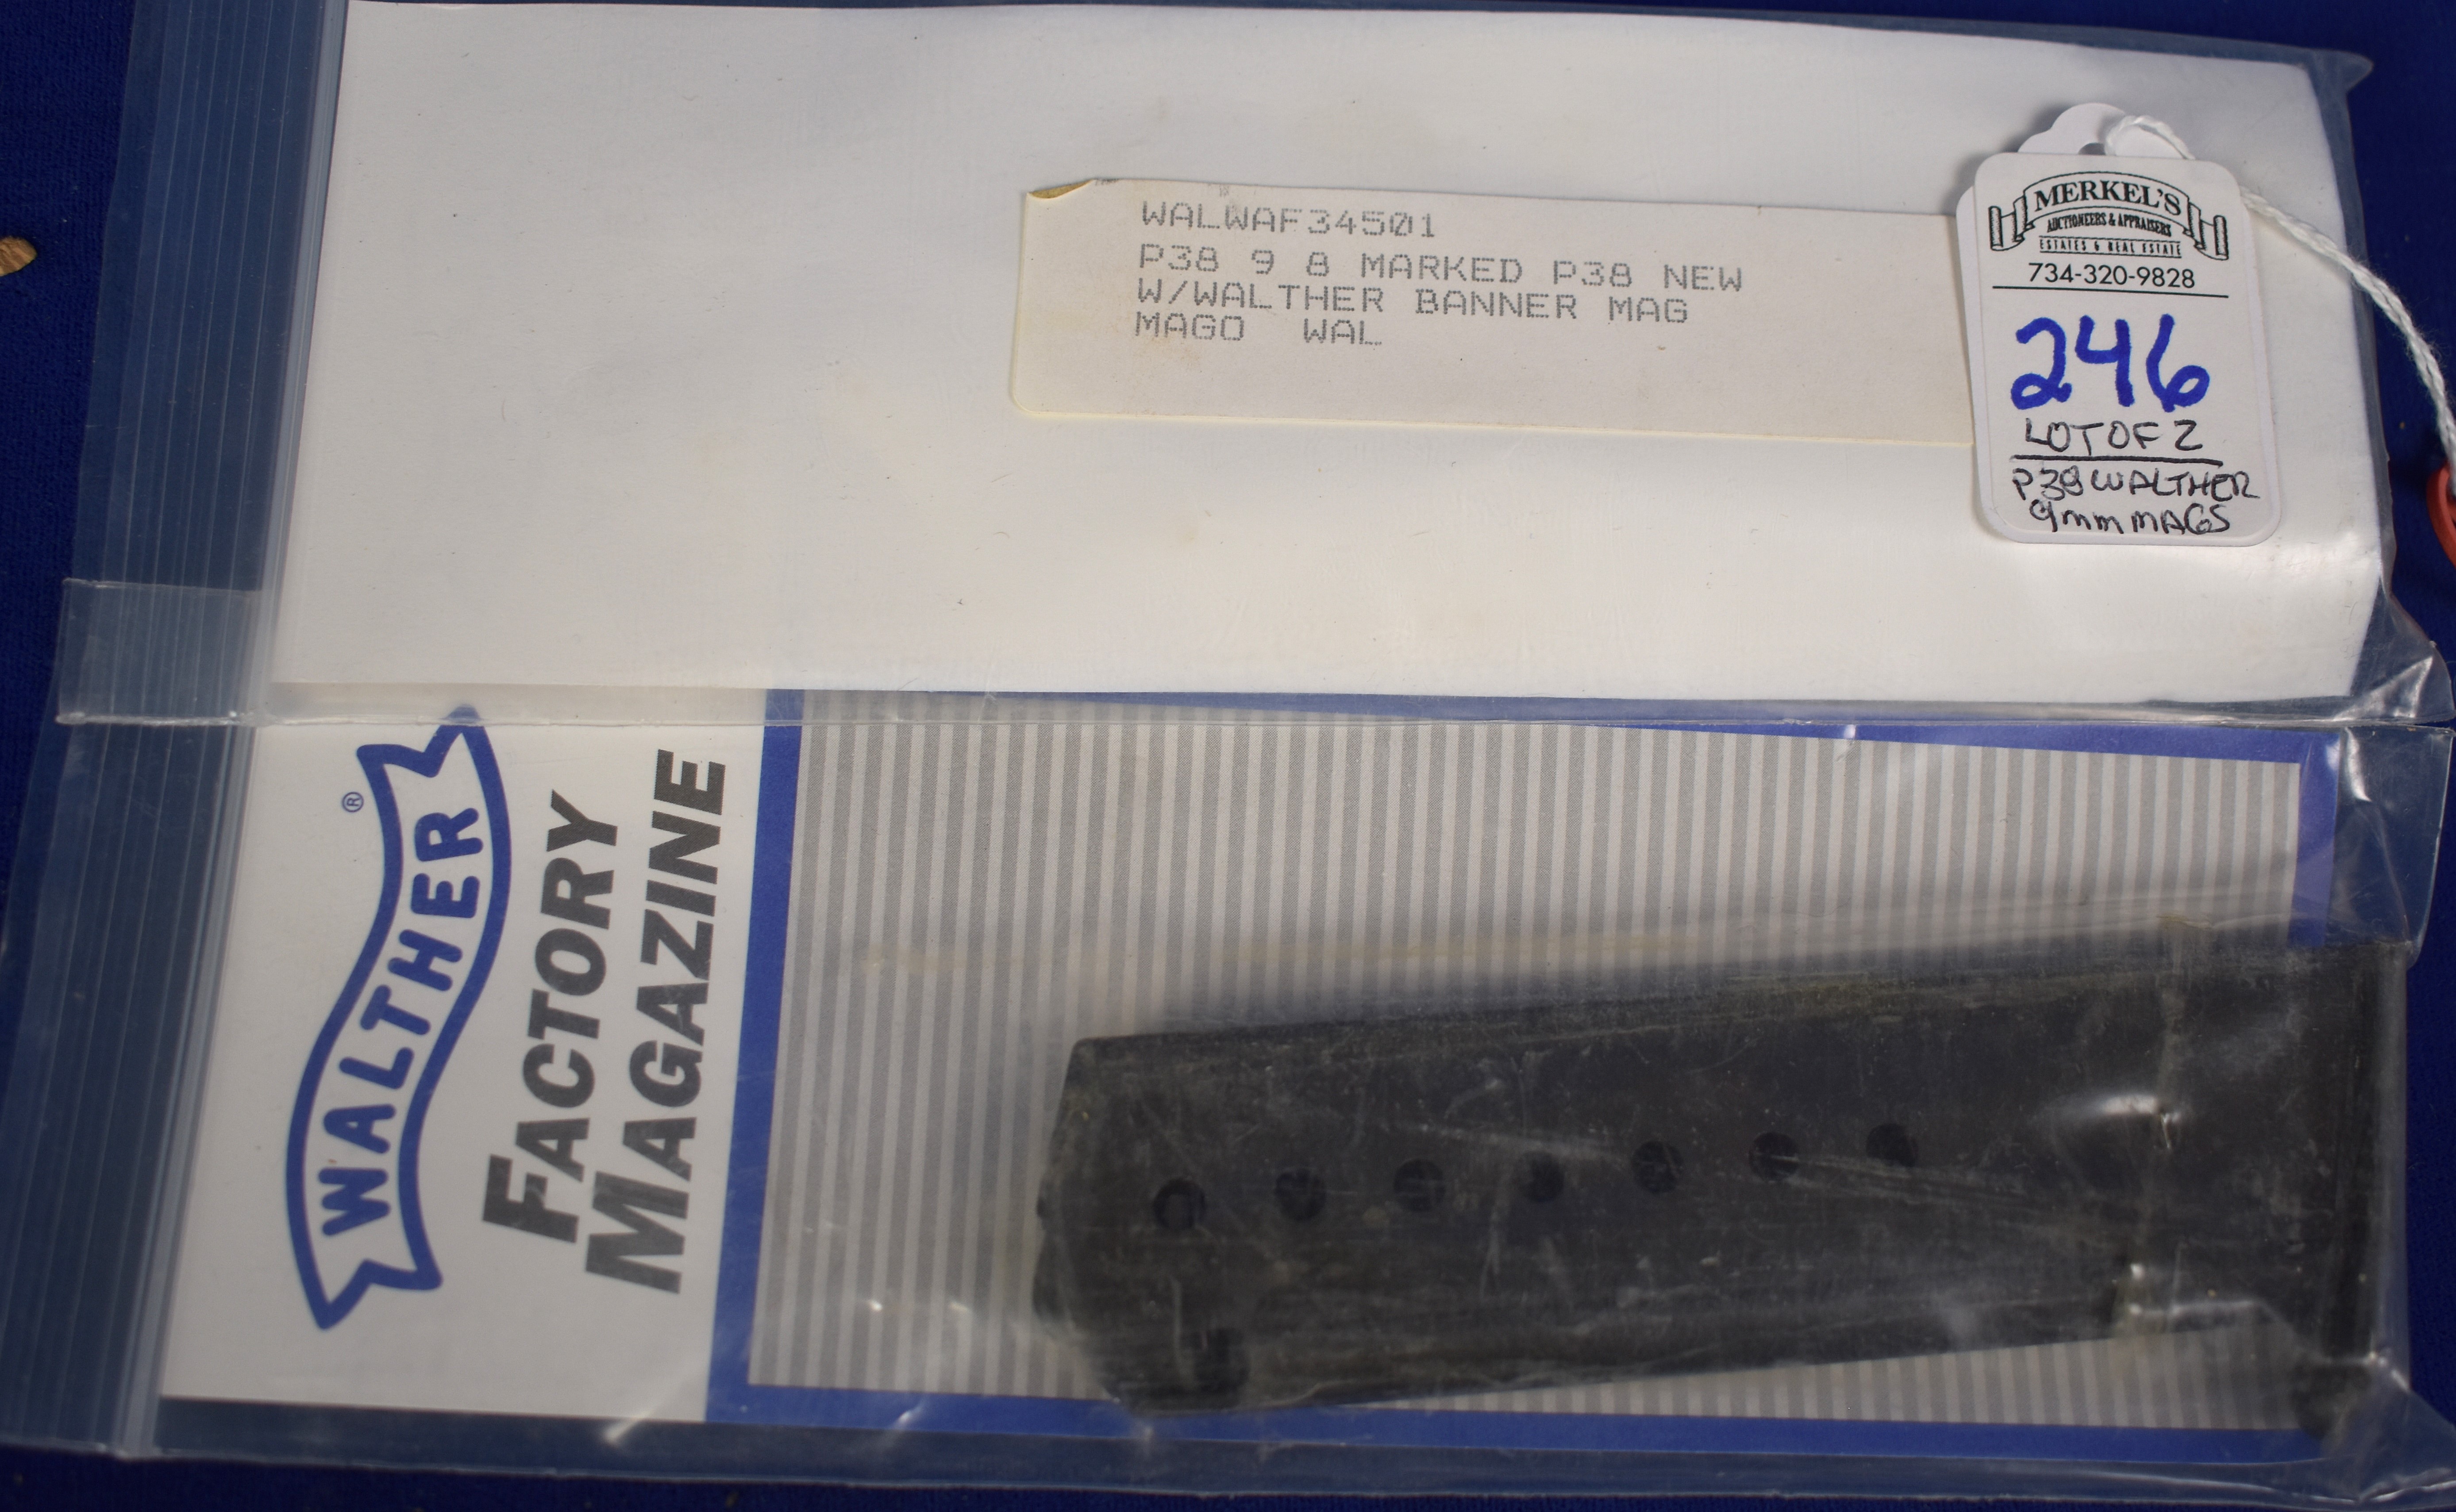 WALWAF34501
P38 9 8 MARKED P38 NEW
W/WALTHER BANNER MAG
MAGO WAL
MERKEL'S
AUCTIONEERS & APPRAISERS
ESTATES & REAL ESTATE
734-320-9828
246
LOT OF 2
P38 WALTHER
9mm MAGS
WALTHER
®
FACTORY
MAGAZINE